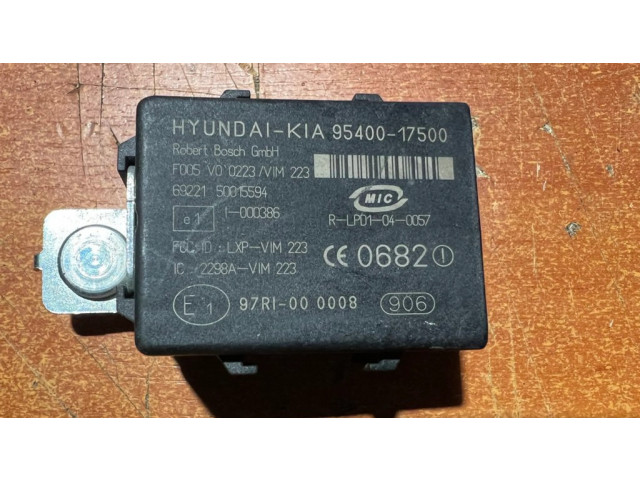 HYUNDAI-KIA 95400-17500
Robert Bosch GmbH
F005 V0 0223/VIM 223
69221 50015594
MIC
e1 I-000386
R-LPD1-04-0057
FCC ID : LXP-VIM 223
IC : 2298A-VIM 223
CE 0682 !
E1 97RI-00 0008 906